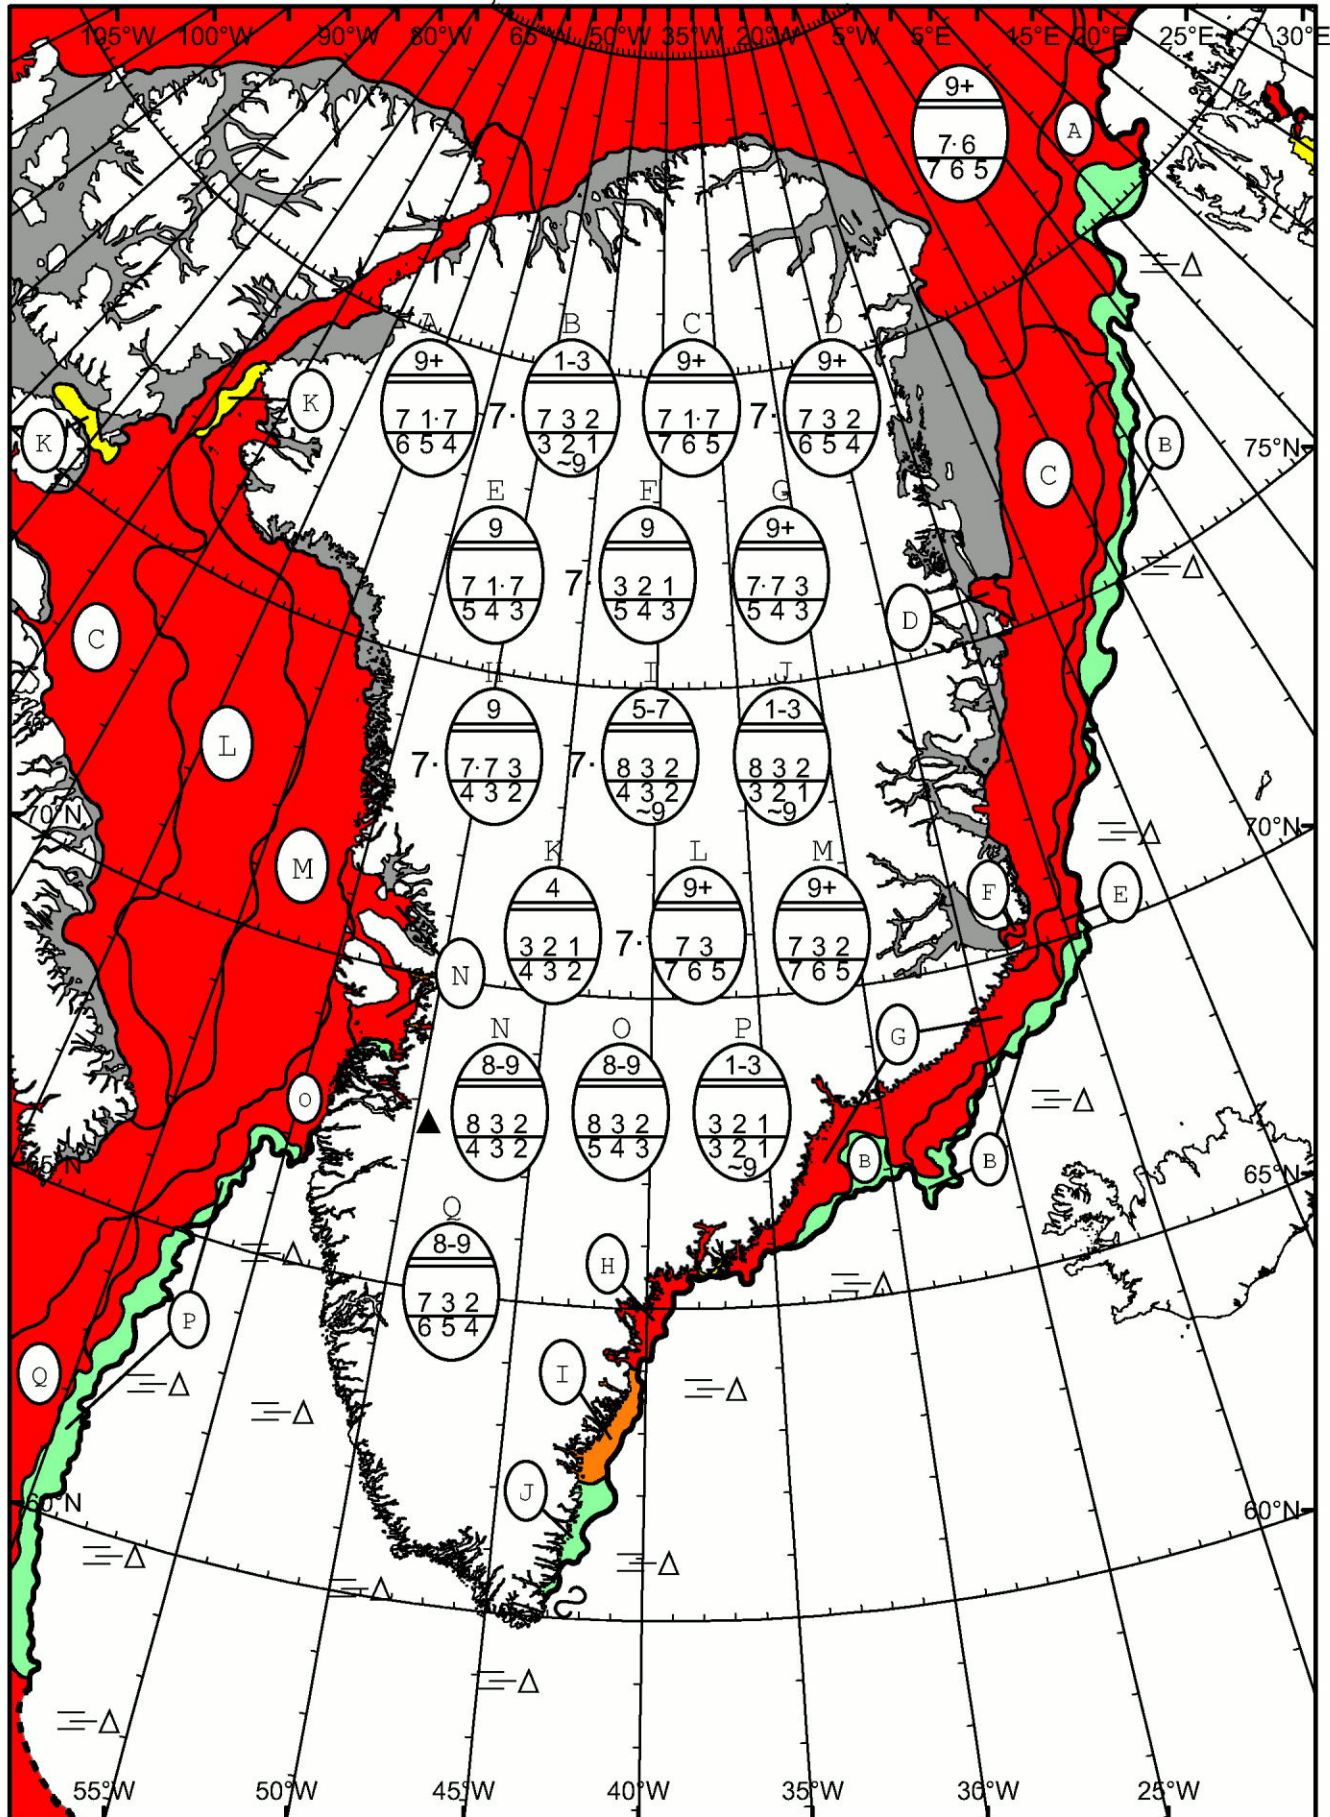 105°W 100°W 90°W 80°W 65°W 50°W 35°W 20°W 5°W 5°E 15°E 20°E 25°E 30°E
9+
7·6
7 6 5
A
A B C D
9+ 1-3 9+ 9+
7 1·7 7· 7 3 2 7 1·7 7· 7 3 2
6 5 4 3 2 1 7 6 5 6 5 4
~9
K
K
B
75°N
C
E F G
9 9 9+
7 1·7 7· 3 2 1 7·7 3
5 4 3 5 4 3 5 4 3
D
C
H I J
9 5-7 1-3
7· 7·7 3 7· 8 3 2 8 3 2
4 3 2 4 3 2 3 2 1
~9 ~9
L
70°N 70°N
M
K L M
4 9+ 9+
F E
3 2 1 7· 7 3 7 3 2
4 3 2 7 6 5 7 6 5
N
G
N O P
8-9 8-9 1-3
O
8 3 2 8 3 2 3 2 1
4 3 2 5 4 3 3 2 1
~9
B B
65°N 65°N
Q
8-9
7 3 2
6 5 4
H
P
Q
I
J
60°N 60°N
55°W 50°W 45°W 40°W 35°W 30°W 25°W